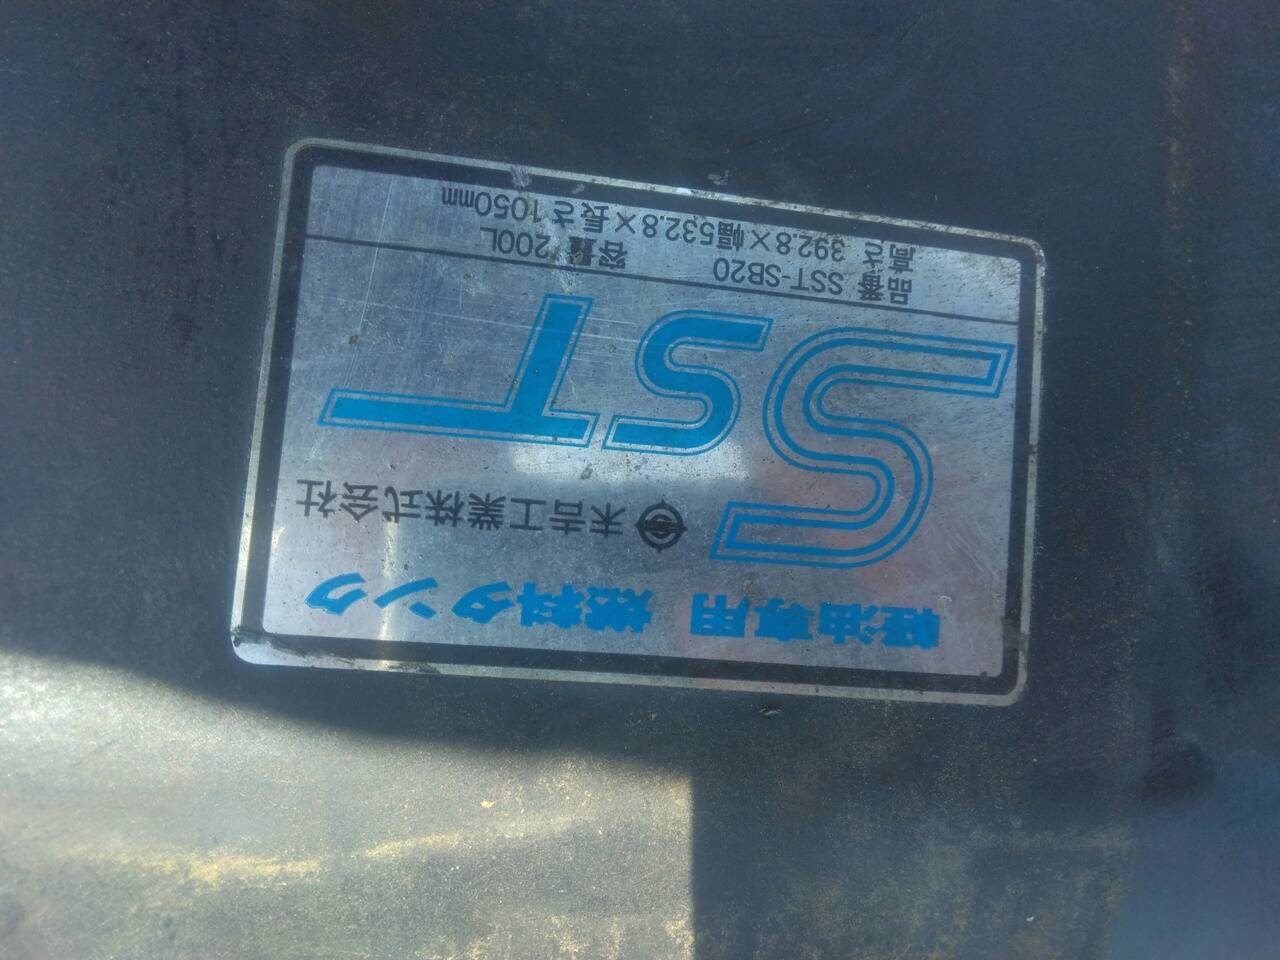 軽油専用 燃料タンク
末吉工業株式会社
SST
品番 SST-SB20 容量 200L
高さ 392.8×幅532.8×長さ1050mm